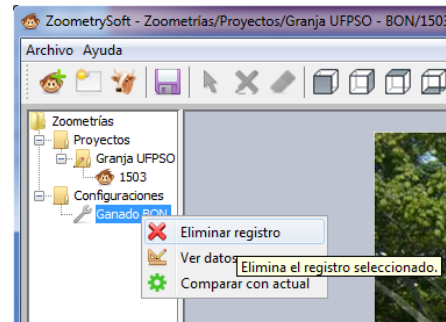 ZoometrySoft - Zoometrías/Proyectos/Granja UFPSO - BON/1503
Archivo Ayuda
Zoometrías
Proyectos
Granja UFPSO
1503
Configuraciones
Ganado BON
Eliminar registro
Ver datos
Elimina el registro seleccionado.
Comparar con actual